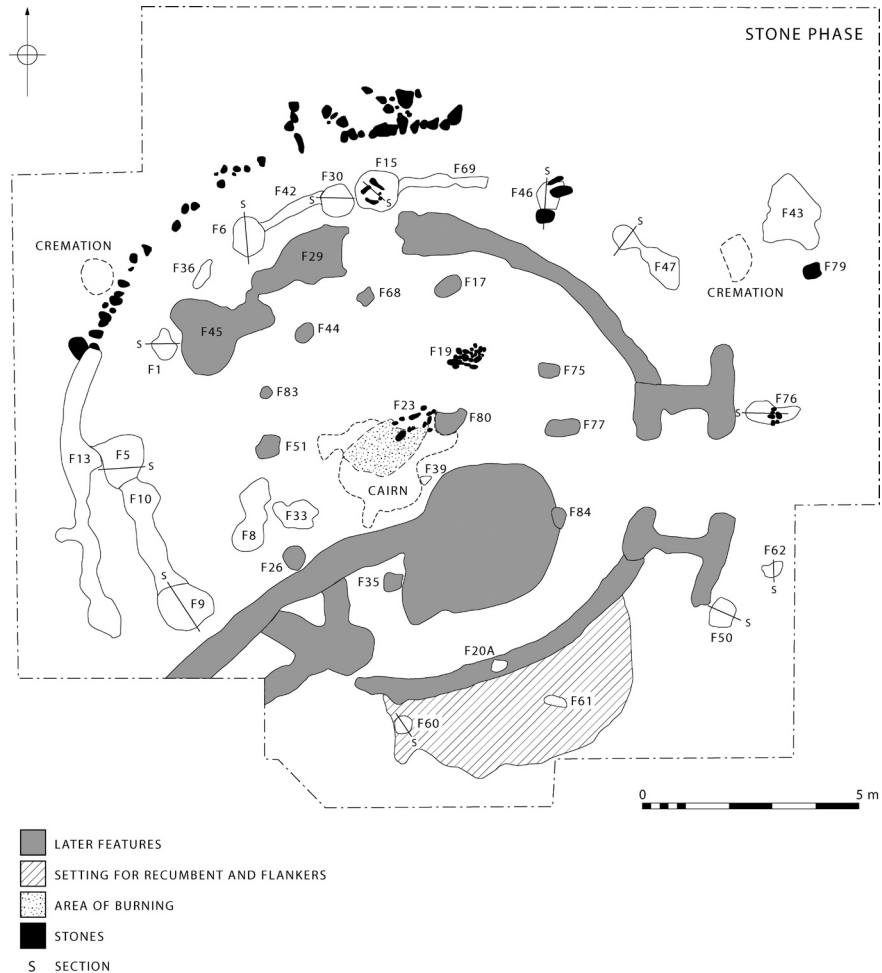 STONE PHASE
F15
F30
F69
F42
S
S
S
S
F46
S
F6
F43
S
CREMATION
F36
F29
F47
F79
CREMATION
F68
F17
F45
F44
S
F1
F19
F75
F83
F23
F80
F76
S
F77
F51
F13
F5
S
F39
F10
CAIRN
F33
F8
F84
F26
F62
S
F35
S
F9
F50
S
F20A
F61
F60
S
0 5 m
LATER FEATURES
SETTING FOR RECUMBENT AND FLANKERS
AREA OF BURNING
STONES
S SECTION